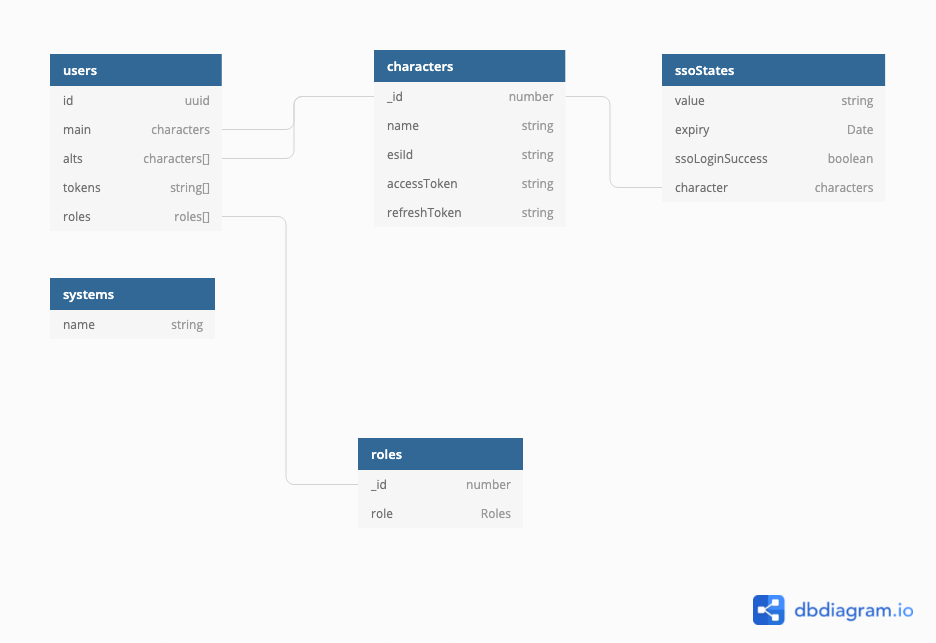 users
id uuid
main characters
alts characters[]
tokens string[]
roles roles[]
characters
_id number
name string
esiId string
accessToken string
refreshToken string
ssoStates
value string
expiry Date
ssoLoginSuccess boolean
character characters
systems
name string
roles
_id number
role Roles
dbdiagram.io